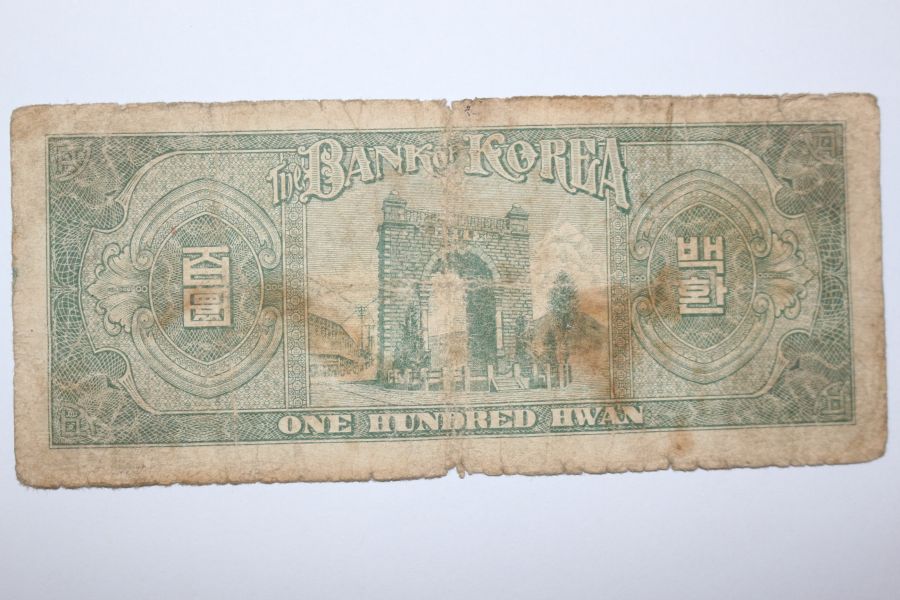 The BANK of KOREA
百圜
백환
ONE HUNDRED HWAN